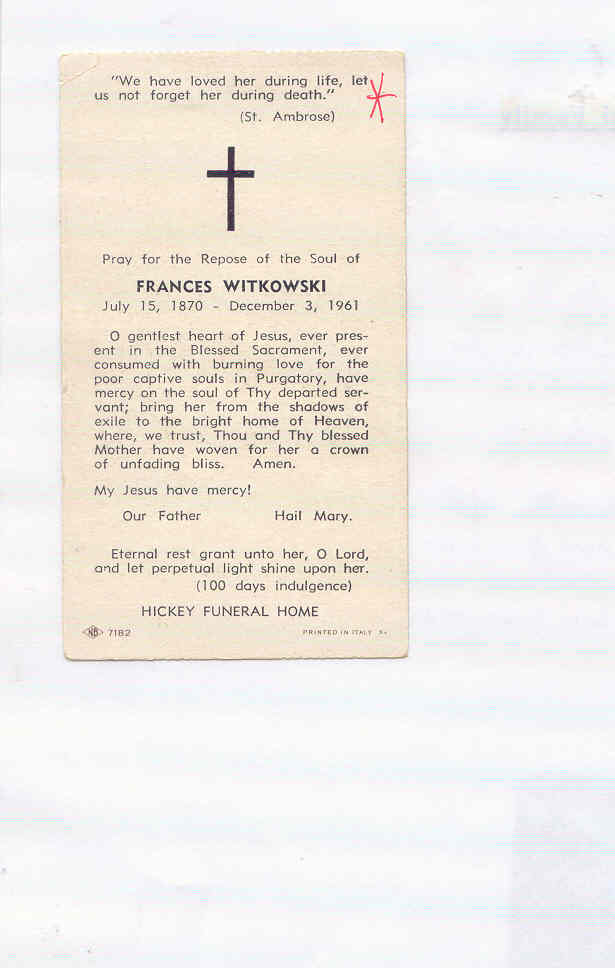 "We have loved her during life, let
us not forget her during death."
(St. Ambrose)
Pray for the Repose of the Soul of
FRANCES WITKOWSKI
July 15, 1870 - December 3, 1961
O gentlest heart of Jesus, ever pres-
ent in the Blessed Sacrament, ever
consumed with burning love for the
poor captive souls in Purgatory, have
mercy on the soul of Thy departed ser-
vant; bring her from the shadows of
exile to the bright home of Heaven,
where, we trust, Thou and Thy blessed
Mother have woven for her a crown
of unfading bliss. Amen.
My Jesus have mercy!
Our Father Hail Mary.
Eternal rest grant unto her, O Lord,
and let perpetual light shine upon her.
(100 days indulgence)
HICKEY FUNERAL HOME
NB 7182 PRINTED IN ITALY